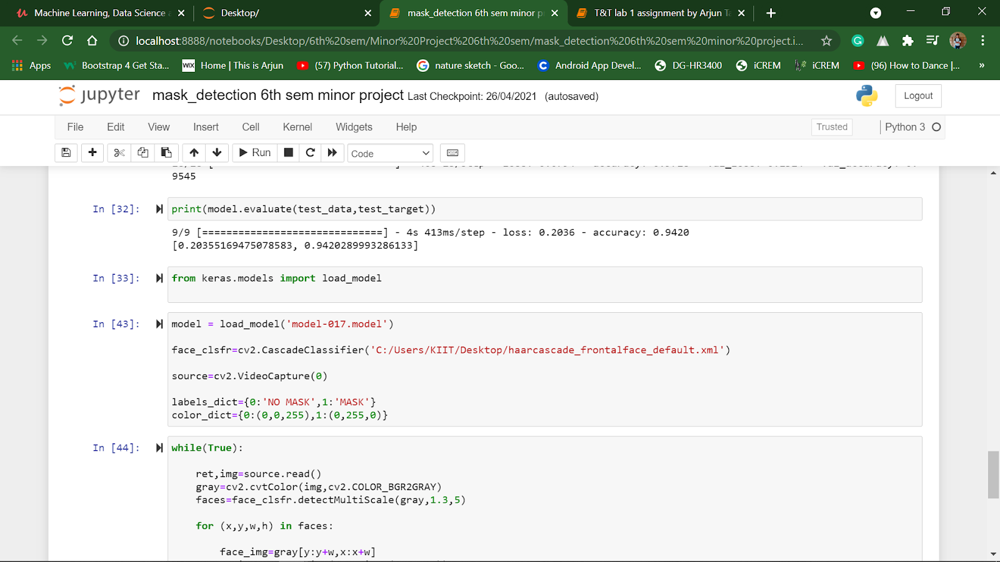 Machine Learning, Data Science
Desktop/
mask_detection 6th sem minor p
T&T lab 1 assignment by Arjun Ta
localhost:8888/notebooks/Desktop/6th%20sem/Minor%20Project%206th%20sem/mask_detection%206th%20sem%20minor%20project.i...
Apps
Bootstrap 4 Get Sta...
WIX
Home | This is Arjun
(57) Python Tutorial...
nature sketch - Goo...
Android App Devel...
DG-HR3400
iCREM
iCREM
(96) How to Dance |...
»
jupyter
mask_detection 6th sem minor project Last Checkpoint: 26/04/2021 (autosaved)
Logout
File Edit View Insert Cell Kernel Widgets Help
Trusted
Python 3
Run
Code
9545
In [32]:
print(model.evaluate(test_data,test_target))
9/9 [==============================] - 4s 413ms/step - loss: 0.2036 - accuracy: 0.9420
[0.20355169475078583, 0.9420289993286133]
In [33]:
from keras.models import load_model
In [43]:
model = load_model('model-017.model')
face_clsfr=cv2.CascadeClassifier('C:/Users/KIIT/Desktop/haarcascade_frontalface_default.xml')
source=cv2.VideoCapture(0)
labels_dict={0:'NO MASK',1:'MASK'}
color_dict={0:(0,0,255),1:(0,255,0)}
In [44]:
while(True):
ret,img=source.read()
gray=cv2.cvtColor(img,cv2.COLOR_BGR2GRAY)
faces=face_clsfr.detectMultiScale(gray,1.3,5)
for (x,y,w,h) in faces:
face_img=gray[y:y+w,x:x+w]